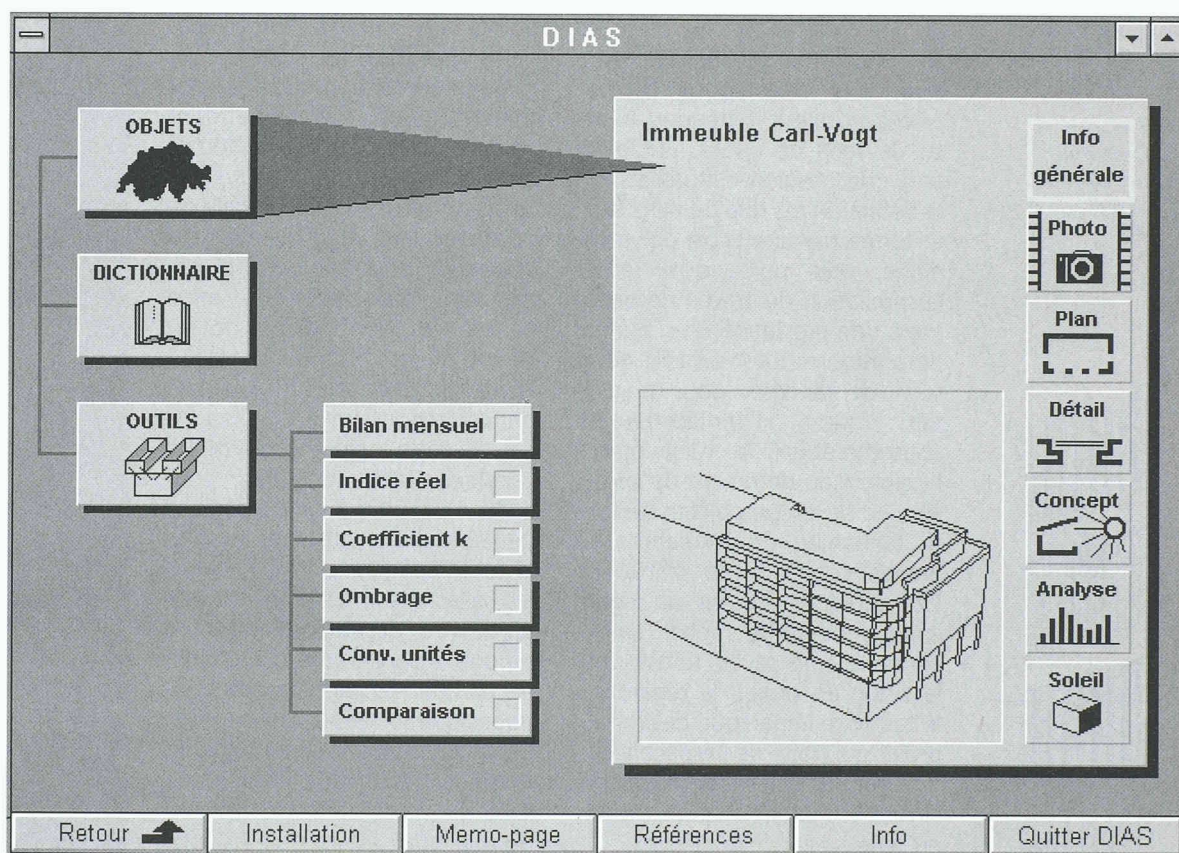 DIAS
OBJETS
DICTIONNAIRE
OUTILS
Bilan mensuel
Indice réel
Coefficient k
Ombrage
Conv. unités
Comparaison
Immeuble Carl-Vogt
Info
générale
Photo
Plan
Détail
Concept
Analyse
Soleil
Retour
Installation
Memo-page
Références
Info
Quitter DIAS